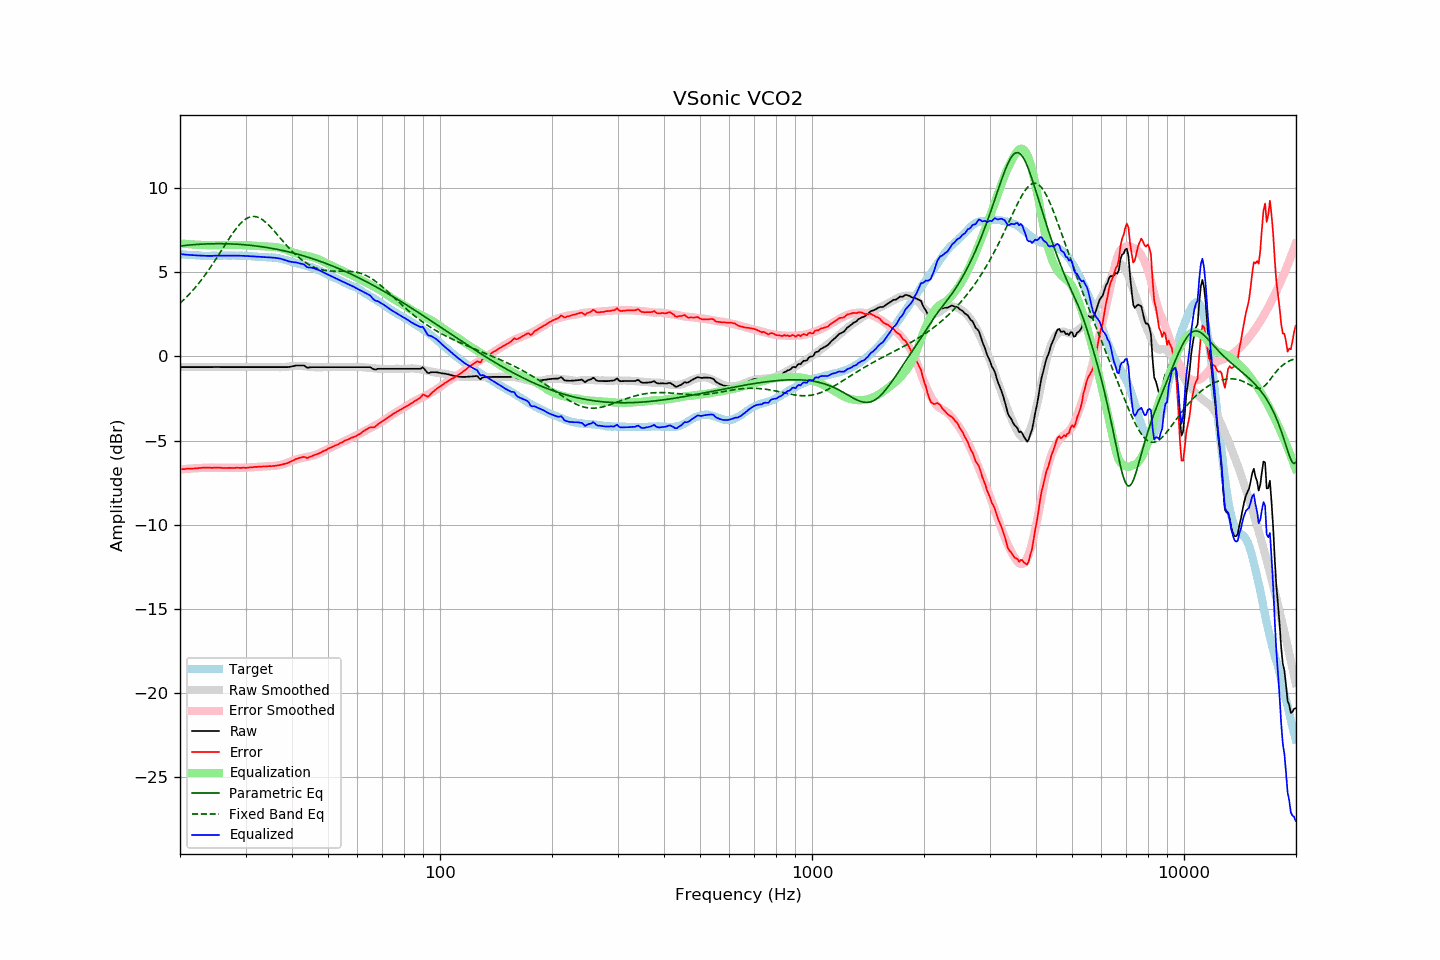 VSonic VCO2
Amplitude (dBr)
10
5
0
−5
−10
−15
−20
−25
Target
Raw Smoothed
Error Smoothed
Raw
Error
Equalization
Parametric Eq
Fixed Band Eq
Equalized
100
1000
10000
Frequency (Hz)